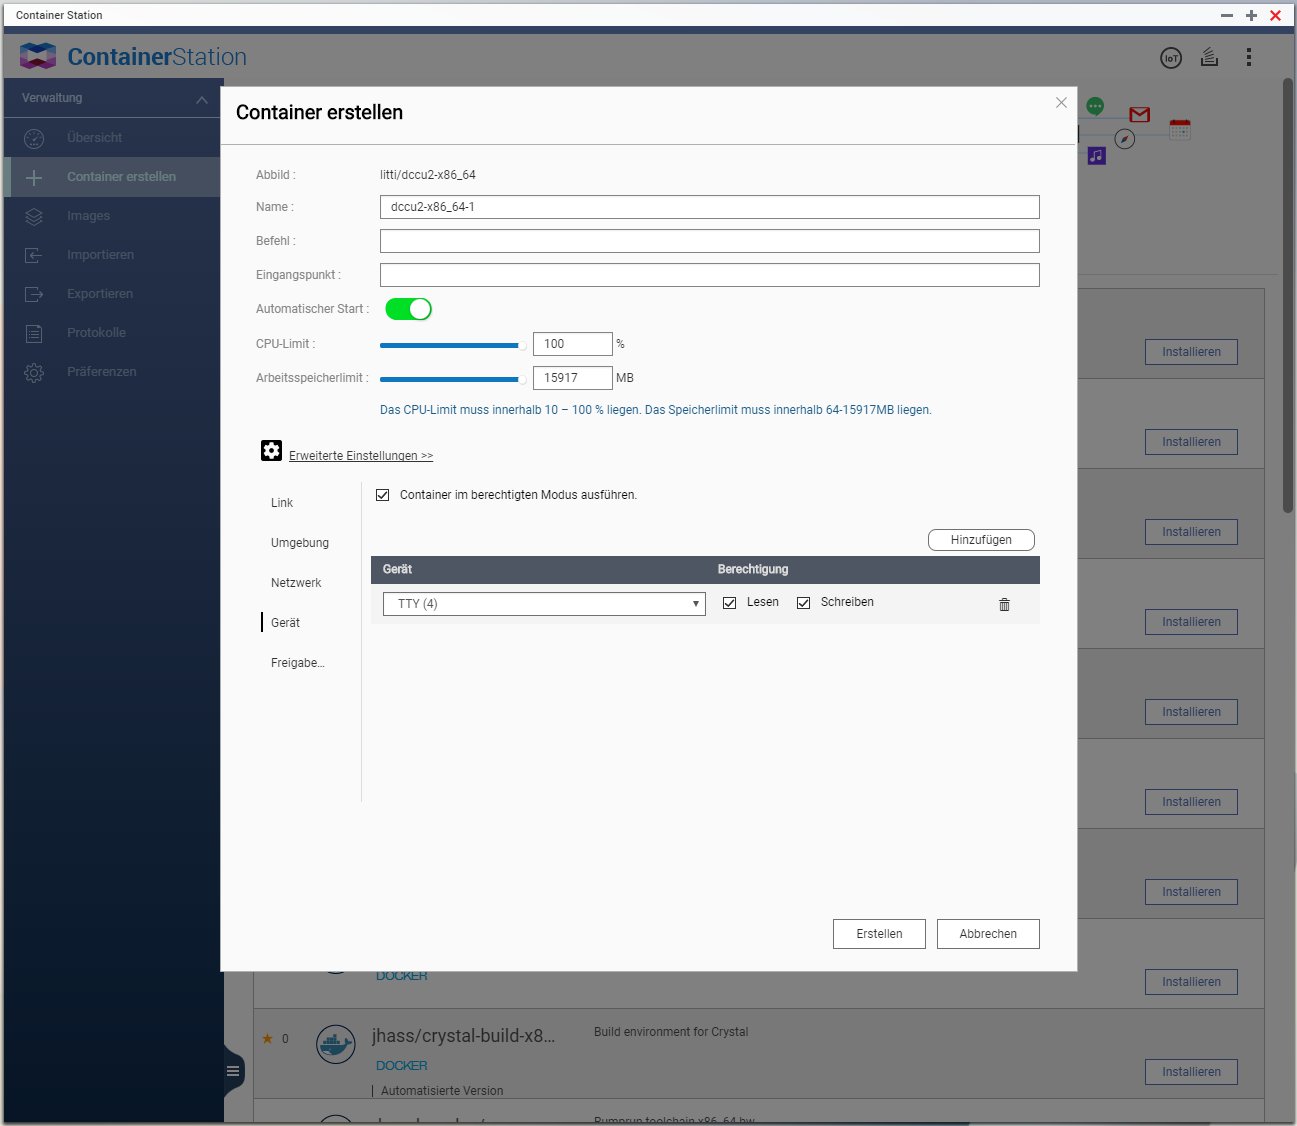 Container Station
ContainerStation
IoT
Verwaltung
Übersicht
Container erstellen
Images
Importieren
Exportieren
Protokolle
Präferenzen
Container erstellen
Abbild :
litti/dccu2-x86_64
Name :
dccu2-x86_64-1
Befehl :
Eingangspunkt :
Automatischer Start :
CPU-Limit :
100
%
Arbeitsspeicherlimit :
15917
MB
Das CPU-Limit muss innerhalb 10 – 100 % liegen. Das Speicherlimit muss innerhalb 64-15917MB liegen.
Erweiterte Einstellungen >>
Link
Umgebung
Netzwerk
Gerät
Freigabe...
Container im berechtigten Modus ausführen.
Hinzufügen
Gerät
Berechtigung
TTY (4)
Lesen
Schreiben
Erstellen
Abbrechen
Installieren
Installieren
Installieren
Installieren
Installieren
Installieren
Installieren
DOCKER
Installieren
0
jhass/crystal-build-x8...
Build environment for Crystal
DOCKER
Automatisierte Version
Installieren